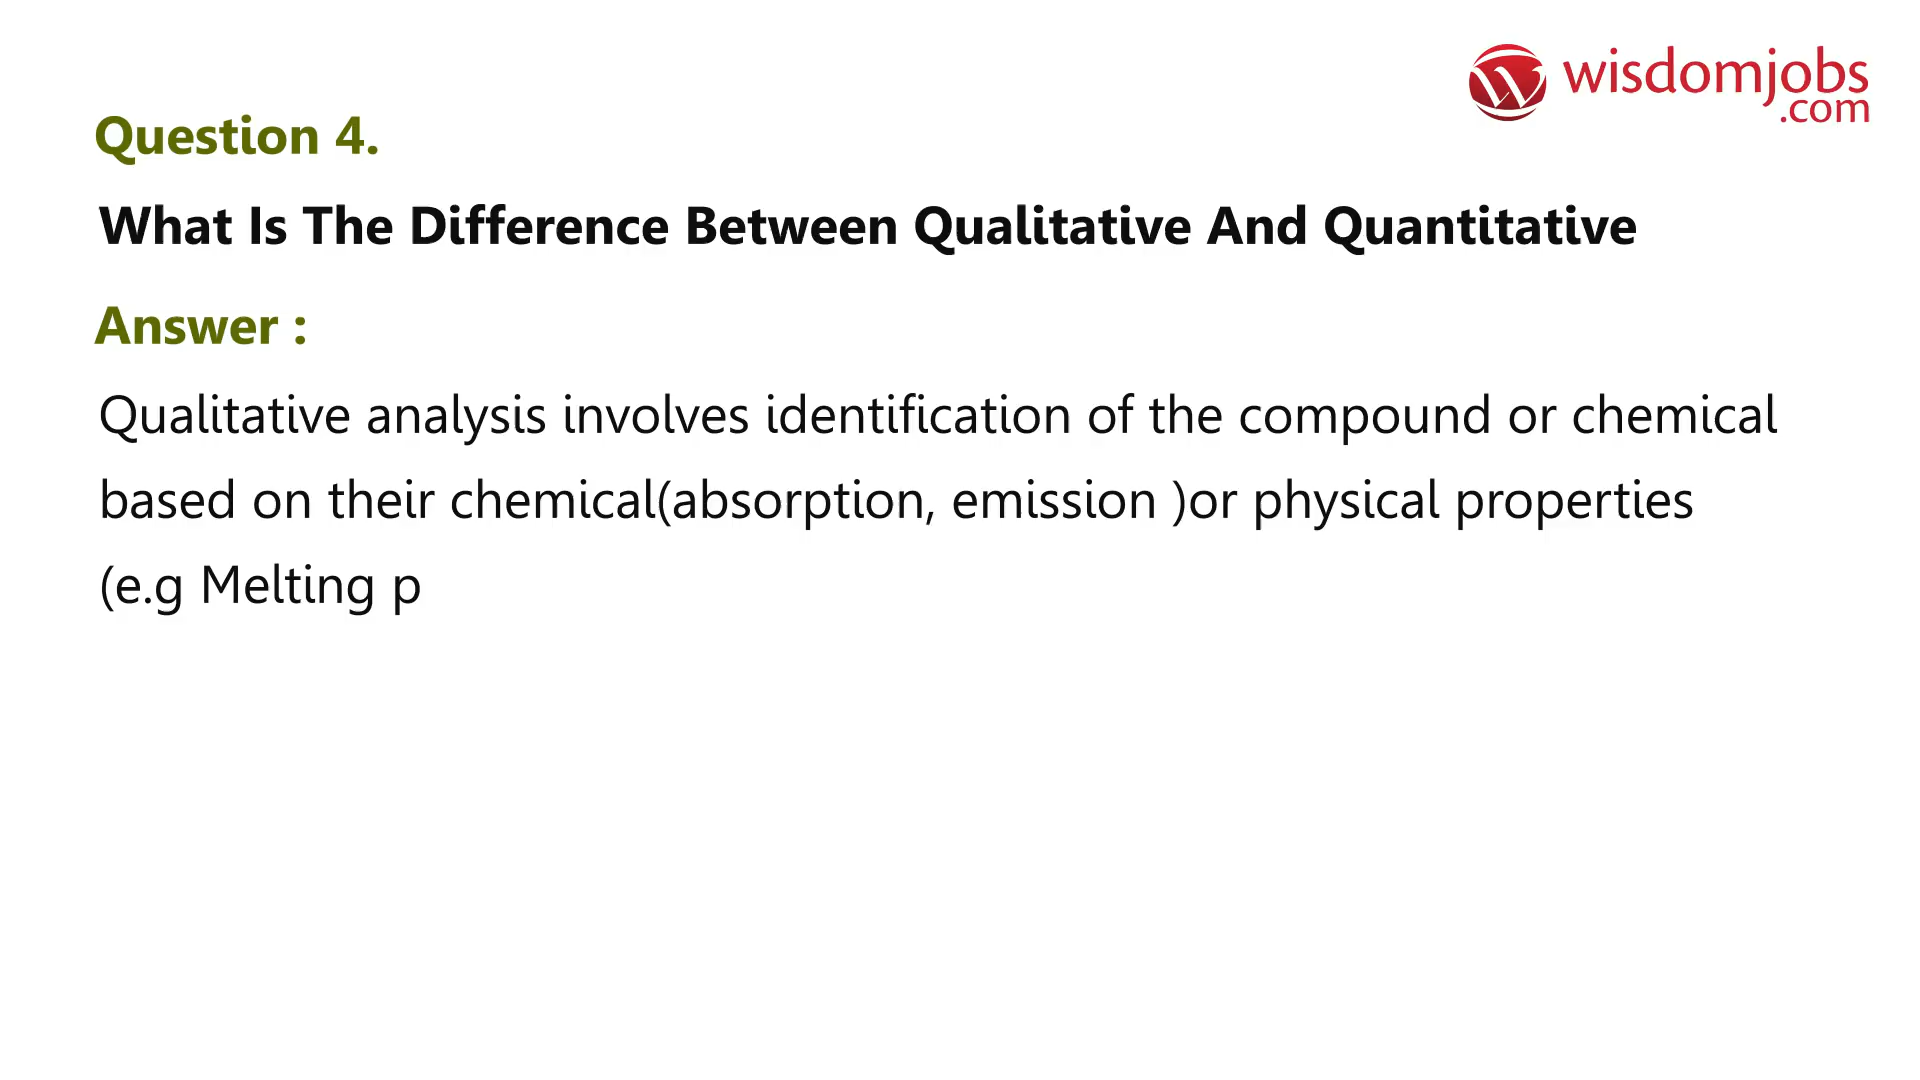 wisdomjobs
.com
Question 4.
What Is The Difference Between Qualitative And Quantitative
Answer :
Qualitative analysis involves identification of the compound or chemical
based on their chemical(absorption, emission )or physical properties
(e.g Melting p